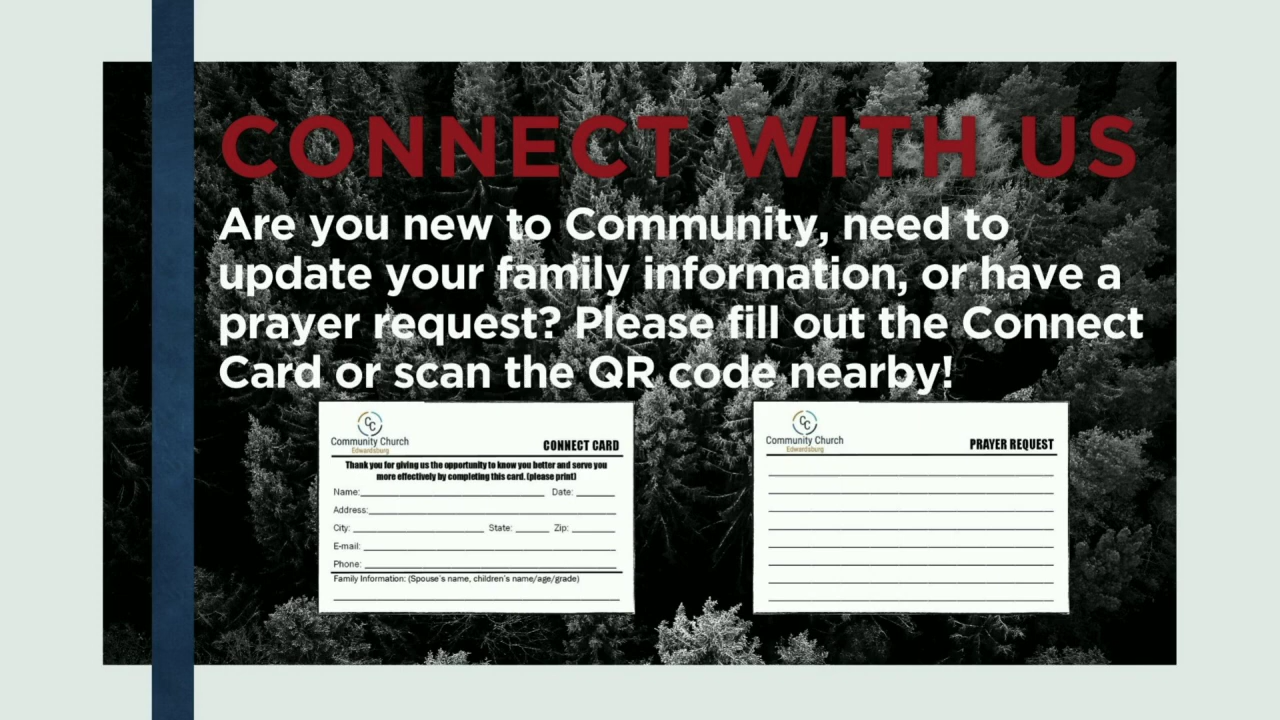 CONNECT WITH US
Are you new to Community, need to
update your family information, or have a
prayer request? Please fill out the Connect
Card or scan the QR code nearby!
CC
Community Church
Edwardsburg
CONNECT CARD
Thank you for giving us the opportunity to know you better and serve you
more effectively by completing this card. (please print)
Name: Date:
Address:
City: State: Zip:
E-mail:
Phone:
Family Information: (Spouse's name, children's name/age/grade)
CC
Community Church
Edwardsburg
PRAYER REQUEST